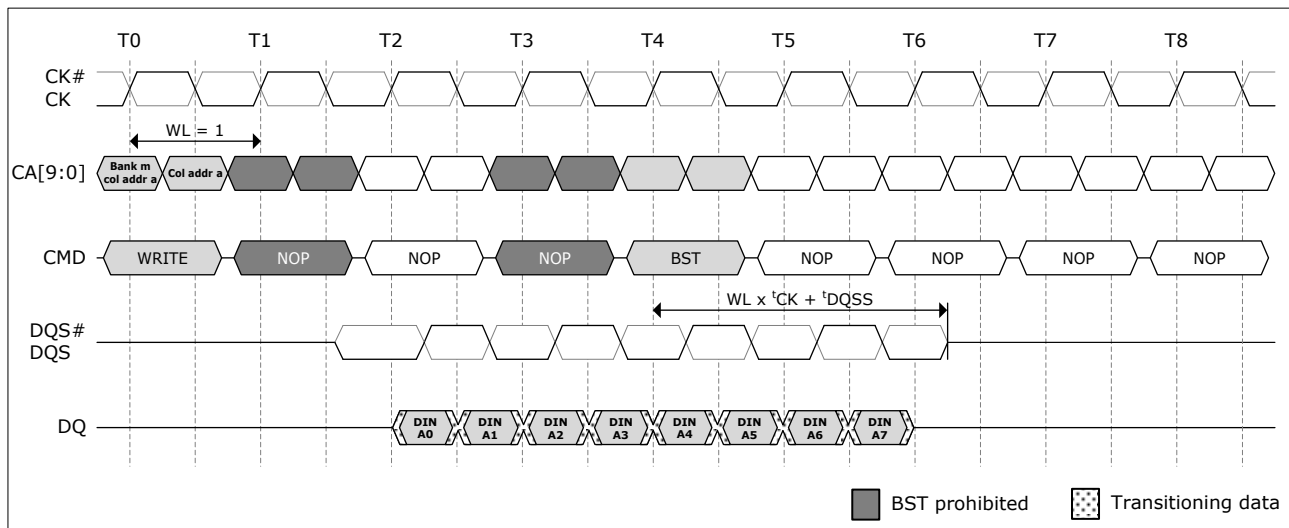 T0 T1 T2 T3 T4 T5 T6 T7 T8
CK#
CK
WL = 1
CA[9:0]
Bank m
col addr a
Col addr a
CMD
WRITE NOP NOP NOP BST NOP NOP NOP NOP
WL x tCK + tDQSS
DQS#
DQS
DQ
DIN DIN DIN DIN DIN DIN DIN DIN
A0 A1 A2 A3 A4 A5 A6 A7
BST prohibited
Transitioning data